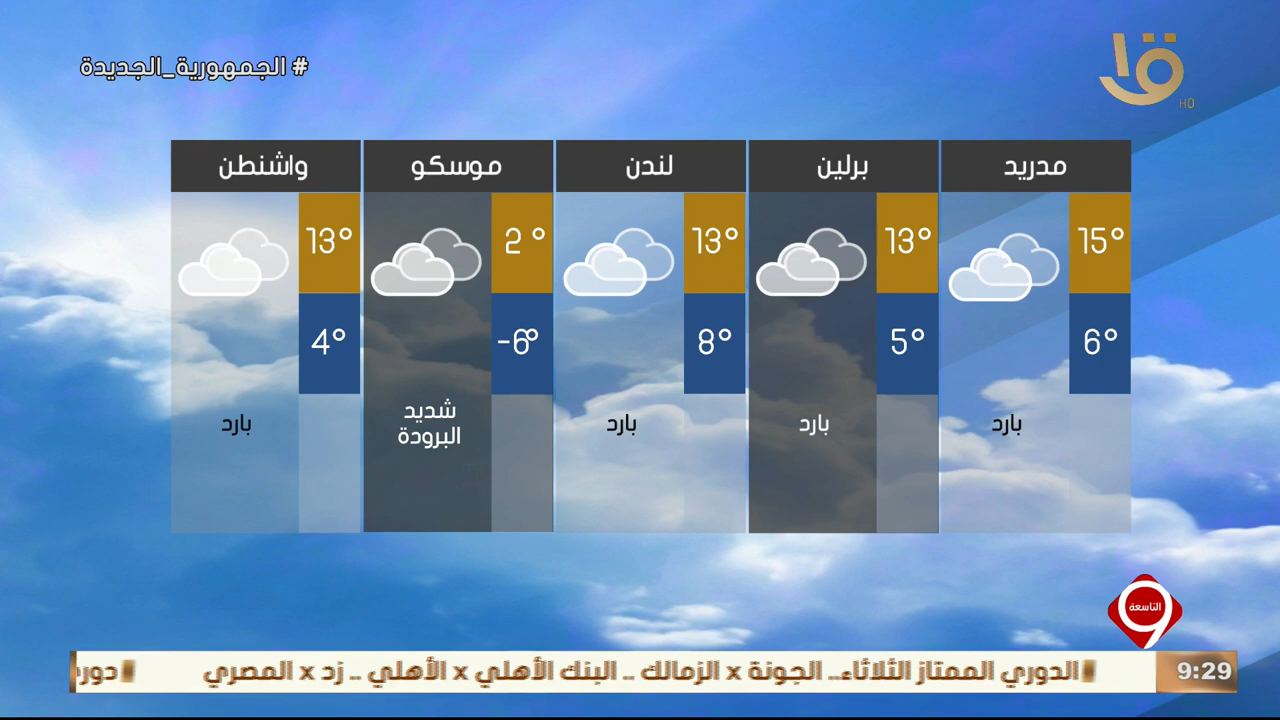 #الجمهورية_الجديدة
HD
مدريد
15°
6°
بارد
برلين
13°
5°
بارد
لندن
13°
8°
بارد
موسكو
2°
-6°
شديد
البرودة
واشنطن
13°
4°
بارد
التاسعة
9
9:29
الدوري الممتاز الثلاثاء.. الجونة x الزمالك .. البنك الأهلي x الأهلي .. زد x المصري